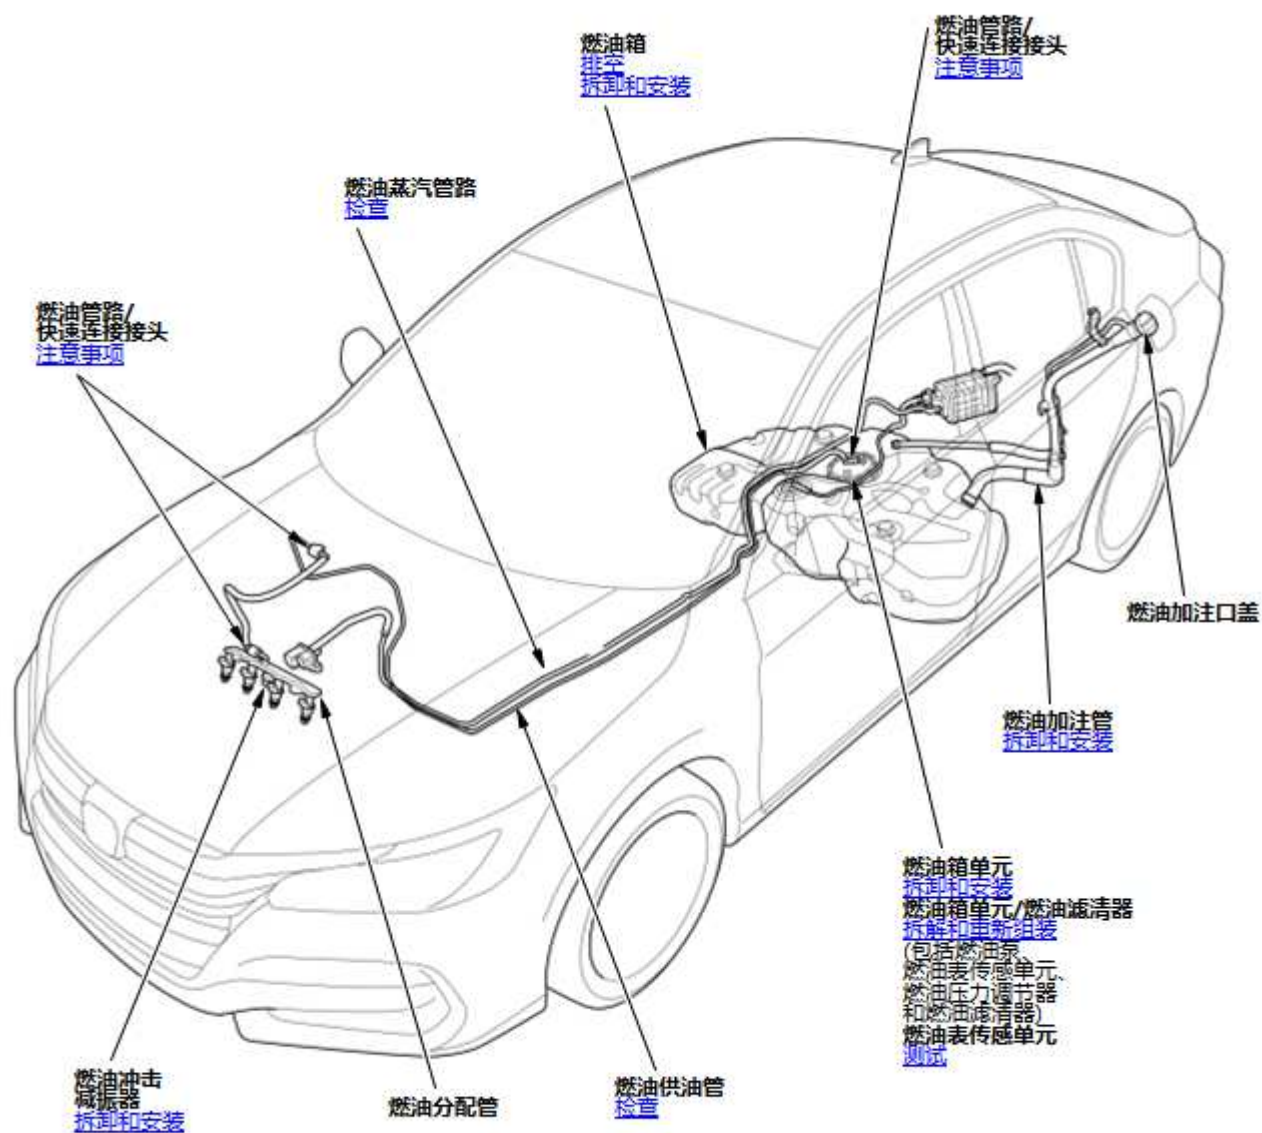 燃油管路/
快速连接接头
注意事项
燃油箱
排空
拆卸和安装
燃油蒸汽管路
检查
燃油管路/
快速连接接头
注意事项
燃油加注口盖
燃油加注管
拆卸和安装
燃油箱单元
拆卸和安装
燃油箱单元/燃油滤清器
拆解和重新组装
(包括燃油泵、
燃油表传感单元、
燃油压力调节器
和燃油滤清器)
燃油表传感单元
测试
燃油冲击
减振器
拆卸和安装
燃油分配管
燃油供油管
检查